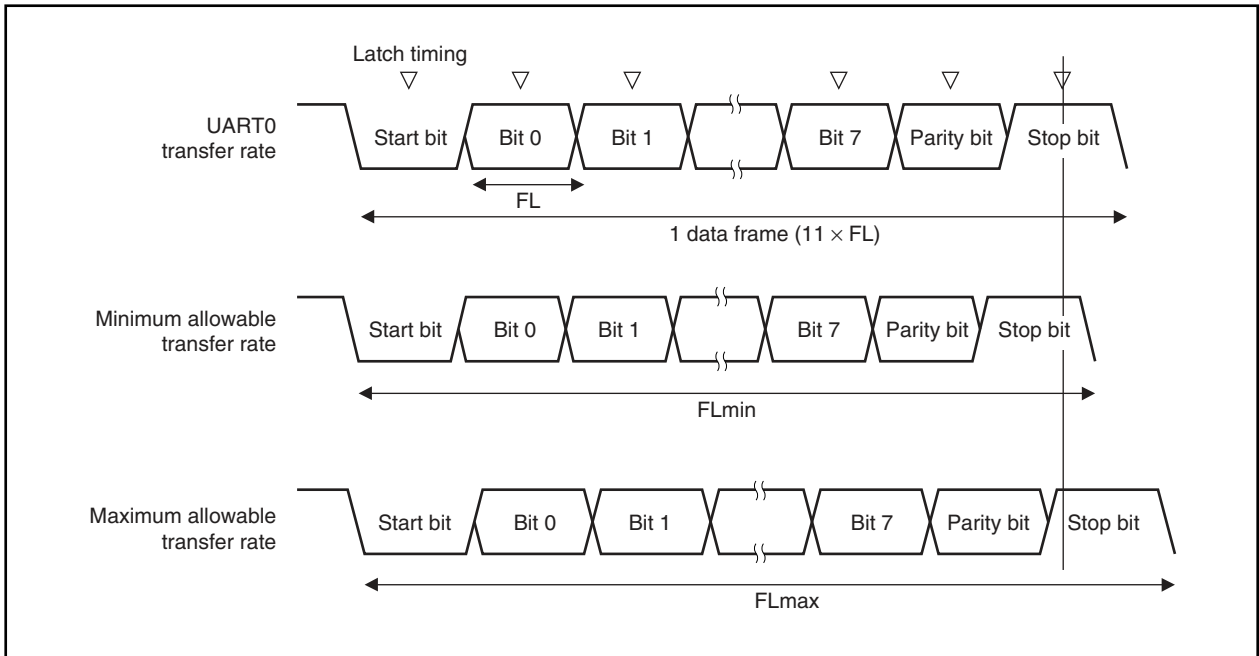 Latch timing
UART0
transfer rate
Start bit
Bit 0
Bit 1
Bit 7
Parity bit
Stop bit
FL
1 data frame (11 × FL)
Minimum allowable
transfer rate
Start bit
Bit 0
Bit 1
Bit 7
Parity bit
Stop bit
FLmin
Maximum allowable
transfer rate
Start bit
Bit 0
Bit 1
Bit 7
Parity bit
Stop bit
FLmax